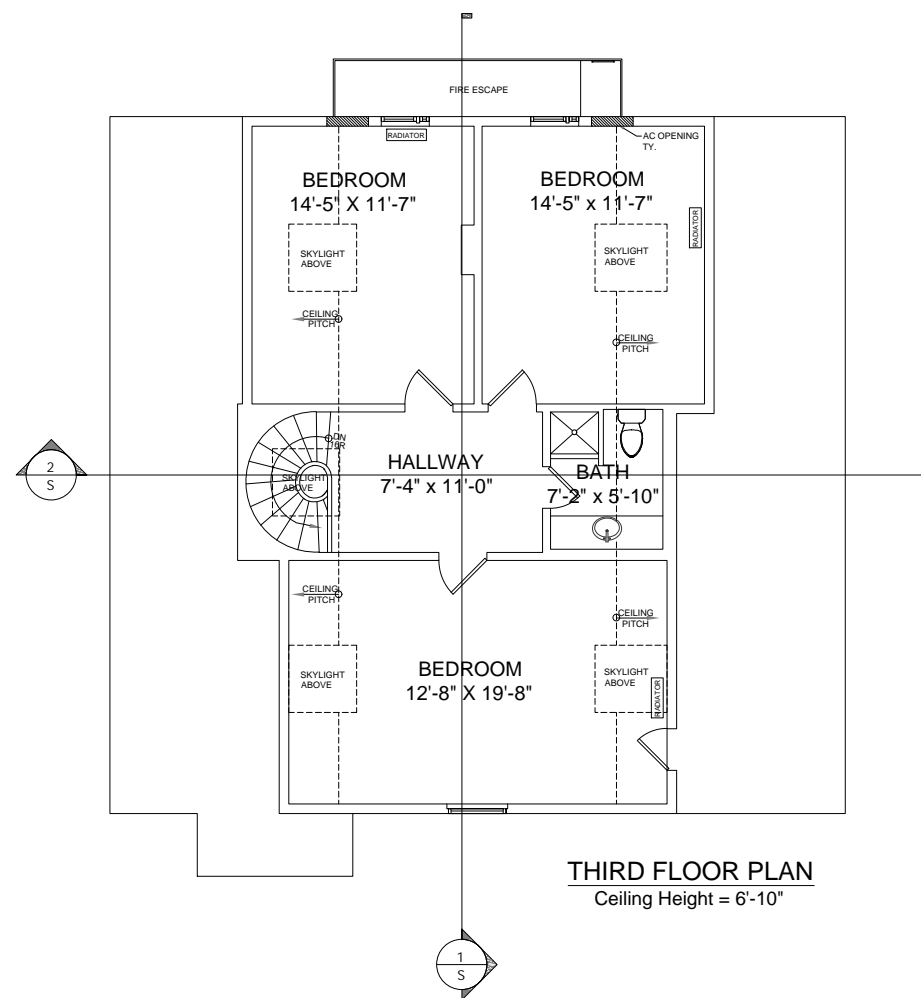 FIRE ESCAPE
RADIATOR
AC OPENING
TY.
BEDROOM
14'-5" X 11'-7"
BEDROOM
14'-5" x 11'-7"
RADIATOR
SKYLIGHT
ABOVE
SKYLIGHT
ABOVE
CEILING
PITCH
CEILING
PITCH
DN
16R
SKYLIGHT
ABOVE
HALLWAY
7'-4" x 11'-0"
BATH
7'-2" x 5'-10"
2
S
CEILING
PITCH
CEILING
PITCH
BEDROOM
12'-8" X 19'-8"
SKYLIGHT
ABOVE
SKYLIGHT
ABOVE
RADIATOR
THIRD FLOOR PLAN
Ceiling Height = 6'-10"
1
S